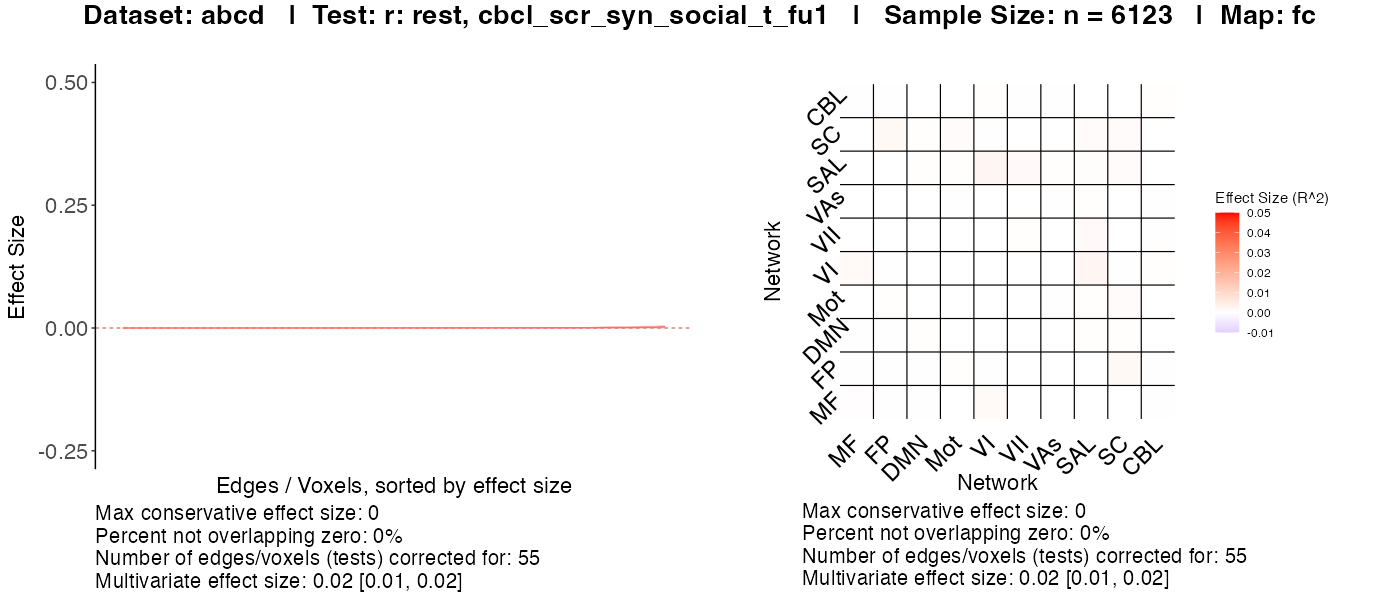 Dataset: abcd | Test: r: rest, cbcl_scr_syn_social_t_fu1 | Sample Size: n = 6123 | Map: fc
Effect Size
0.50
0.25
0.00
-0.25
Edges / Voxels, sorted by effect size
Max conservative effect size: 0
Percent not overlapping zero: 0%
Number of edges/voxels (tests) corrected for: 55
Multivariate effect size: 0.02 [0.01, 0.02]
Network
CBL
SC
SAL
VAs
VII
VI
Mot
DMN
FP
MF
MF FP DMN Mot VI VII VAs SAL SC CBL
Network
Effect Size (R^2)
0.05
0.04
0.03
0.02
0.01
0.00
-0.01
Max conservative effect size: 0
Percent not overlapping zero: 0%
Number of edges/voxels (tests) corrected for: 55
Multivariate effect size: 0.02 [0.01, 0.02]